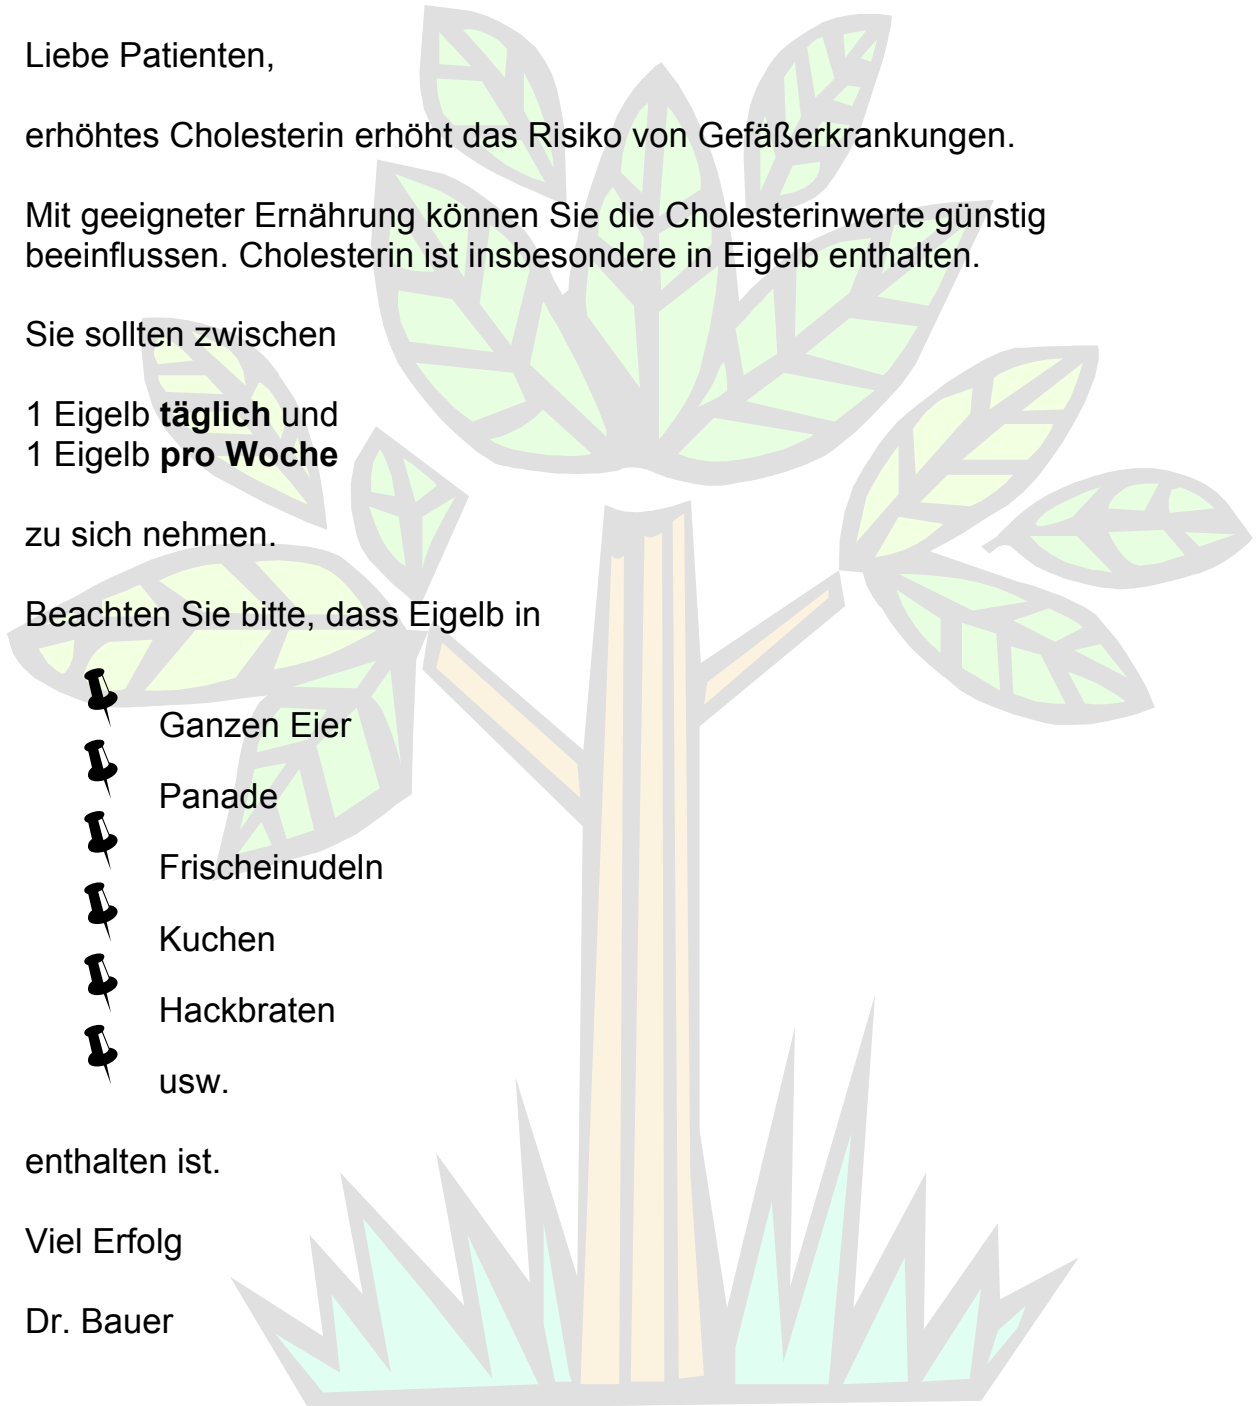 Liebe Patienten,
erhöhtes Cholesterin erhöht das Risiko von Gefäßerkrankungen.
Mit geeigneter Ernährung können Sie die Cholesterinwerte günstig
beeinflussen. Cholesterin ist insbesondere in Eigelb enthalten.
Sie sollten zwischen
1 Eigelb täglich und
1 Eigelb pro Woche
zu sich nehmen.
Beachten Sie bitte, dass Eigelb in
Ganzen Eier
Panade
Frischeinudeln
Kuchen
Hackbraten
usw.
enthalten ist.
Viel Erfolg
Dr. Bauer